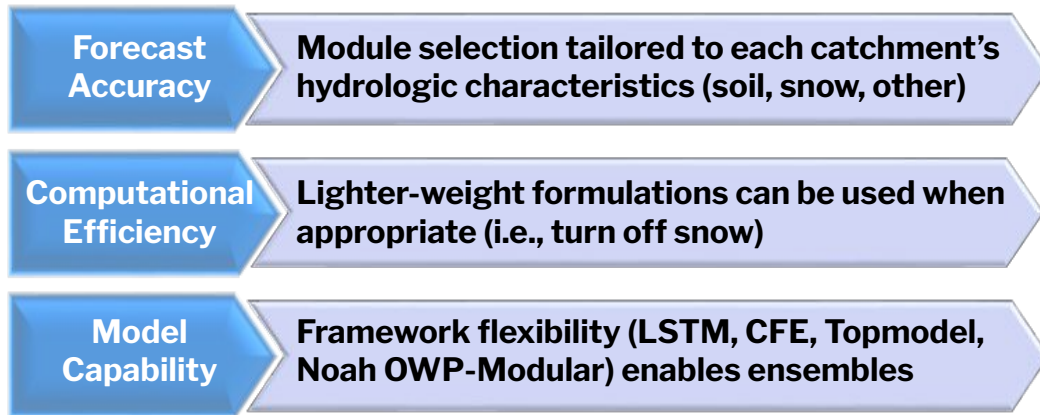 Forecast
Accuracy
Module selection tailored to each catchment’s
hydrologic characteristics (soil, snow, other)
Computational
Efficiency
Lighter-weight formulations can be used when
appropriate (i.e., turn off snow)
Model
Capability
Framework flexibility (LSTM, CFE, Topmodel,
Noah OWP-Modular) enables ensembles